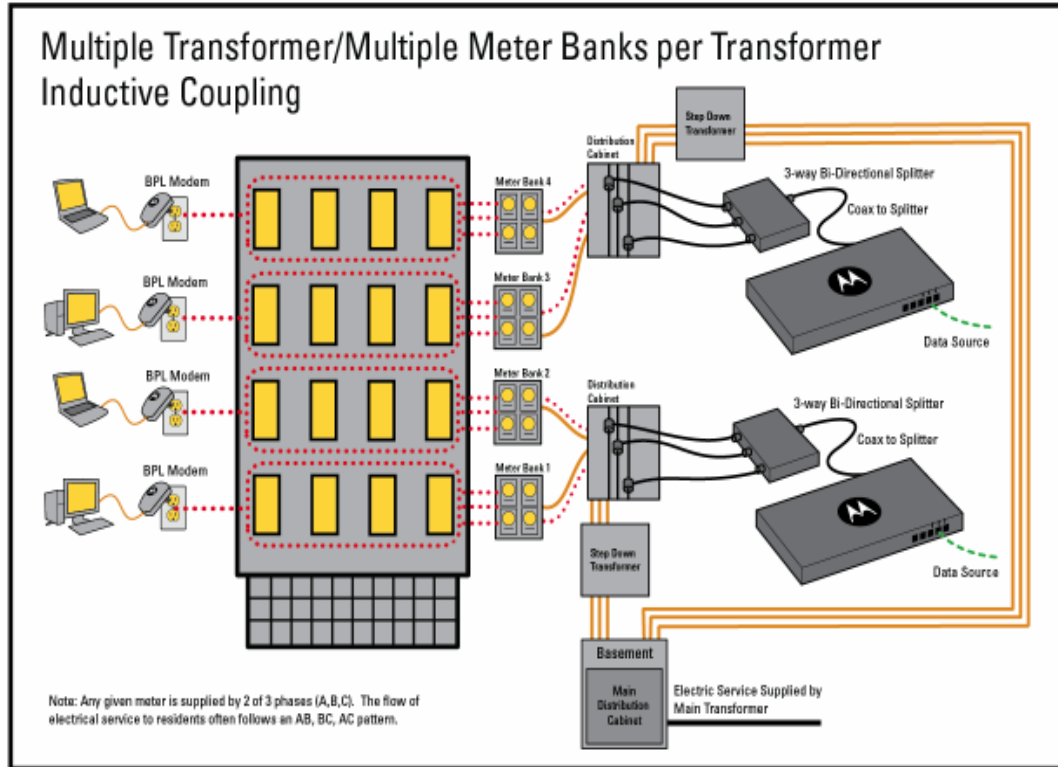 Multiple Transformer/Multiple Meter Banks per Transformer
Inductive Coupling
Step Down
Transformer
Distribution
Cabinet
3-way Bi-Directional Splitter
BPL Modem
Meter Bank 4
Coax to Splitter
BPL Modem
Meter Bank 3
Data Source
BPL Modem
Meter Bank 2
Distribution
Cabinet
3-way Bi-Directional Splitter
Coax to Splitter
BPL Modem
Meter Bank 1
Step Down
Transformer
Data Source
Basement
Main
Distribution
Cabinet
Electric Service Supplied by
Main Transformer
Note: Any given meter is supplied by 2 of 3 phases (A,B,C). The flow of
electrical service to residents often follows an AB, BC, AC pattern.